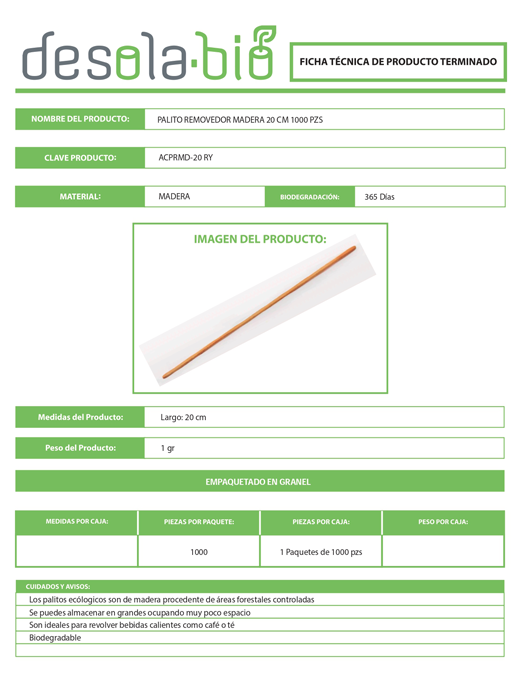 desola·bio
FICHA TÉCNICA DE PRODUCTO TERMINADO
NOMBRE DEL PRODUCTO: PALITO REMOVEDOR MADERA 20 CM 1000 PZS
CLAVE PRODUCTO: ACPRMD-20 RY
MATERIAL: MADERA BIODEGRADACIÓN: 365 Días
IMAGEN DEL PRODUCTO:
Medidas del Producto: Largo: 20 cm
Peso del Producto: 1 gr
EMPAQUETADO EN GRANEL
MEDIDAS POR CAJA: PIEZAS POR PAQUETE: PIEZAS POR CAJA: PESO POR CAJA:
1000 1 Paquetes de 1000 pzs
CUIDADOS Y AVISOS:
Los palitos ecólogicos son de madera procedente de áreas forestales controladas
Se puedes almacenar en grandes ocupando muy poco espacio
Son ideales para revolver bebidas calientes como café o té
Biodegradable